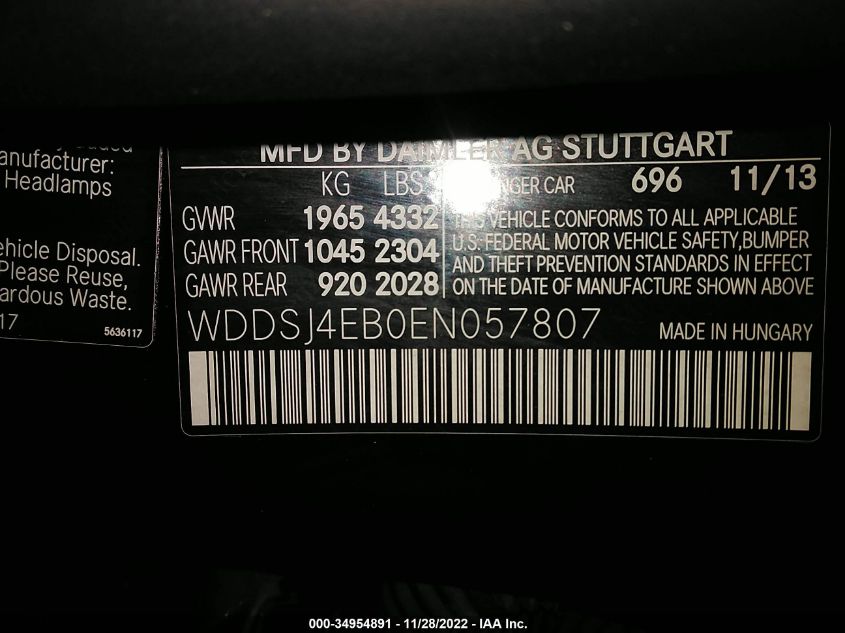 anufacturer:
Headlamps
ehicle Disposal.
Please Reuse,
ardous Waste.
17
5636117
MFD BY DAIMLER AG STUTTGART
KG LBS CAR 696 11/13
GVWR 1965 4332
GAWR FRONT 1045 2304
GAWR REAR 920 2028
THIS VEHICLE CONFORMS TO ALL APPLICABLE
U.S. FEDERAL MOTOR VEHICLE SAFETY,BUMPER
AND THEFT PREVENTION STANDARDS IN EFFECT
ON THE DATE OF MANUFACTURE SHOWN ABOVE
WDDSJ4EB0EN057807 MADE IN HUNGARY
000-34954891 - 11/28/2022 - IAA Inc.